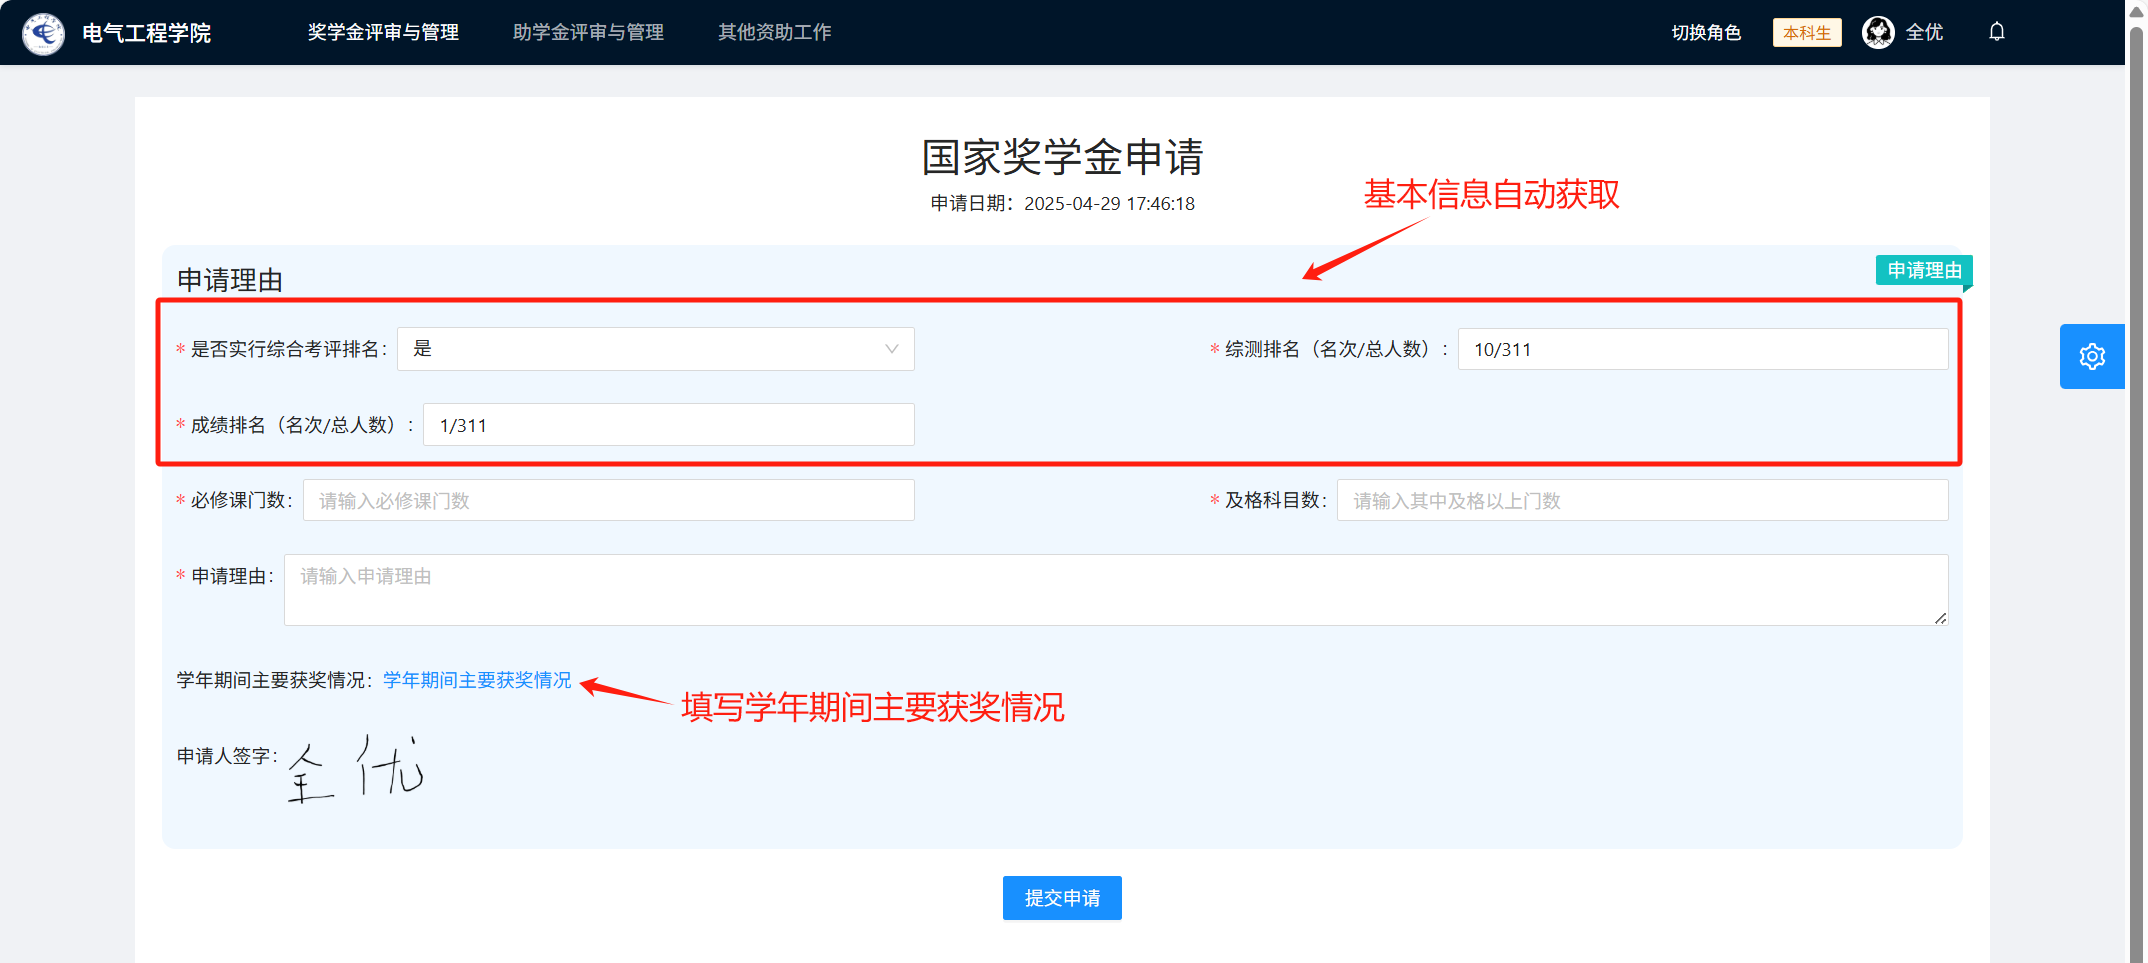 电气工程学院 奖学金评审与管理 助学金评审与管理 其他资助工作 切换角色 本科生 全优
国家奖学金申请
申请日期：2025-04-29 17:46:18
基本信息自动获取
申请理由
申请理由
* 是否实行综合考评排名： 是
* 综测排名（名次/总人数）： 10/311
* 成绩排名（名次/总人数）： 1/311
* 必修课门数： 请输入必修课门数
* 及格科目数： 请输入其中及格以上门数
* 申请理由： 请输入申请理由
学年期间主要获奖情况： 学年期间主要获奖情况
填写学年期间主要获奖情况
申请人签字： 全优
提交申请